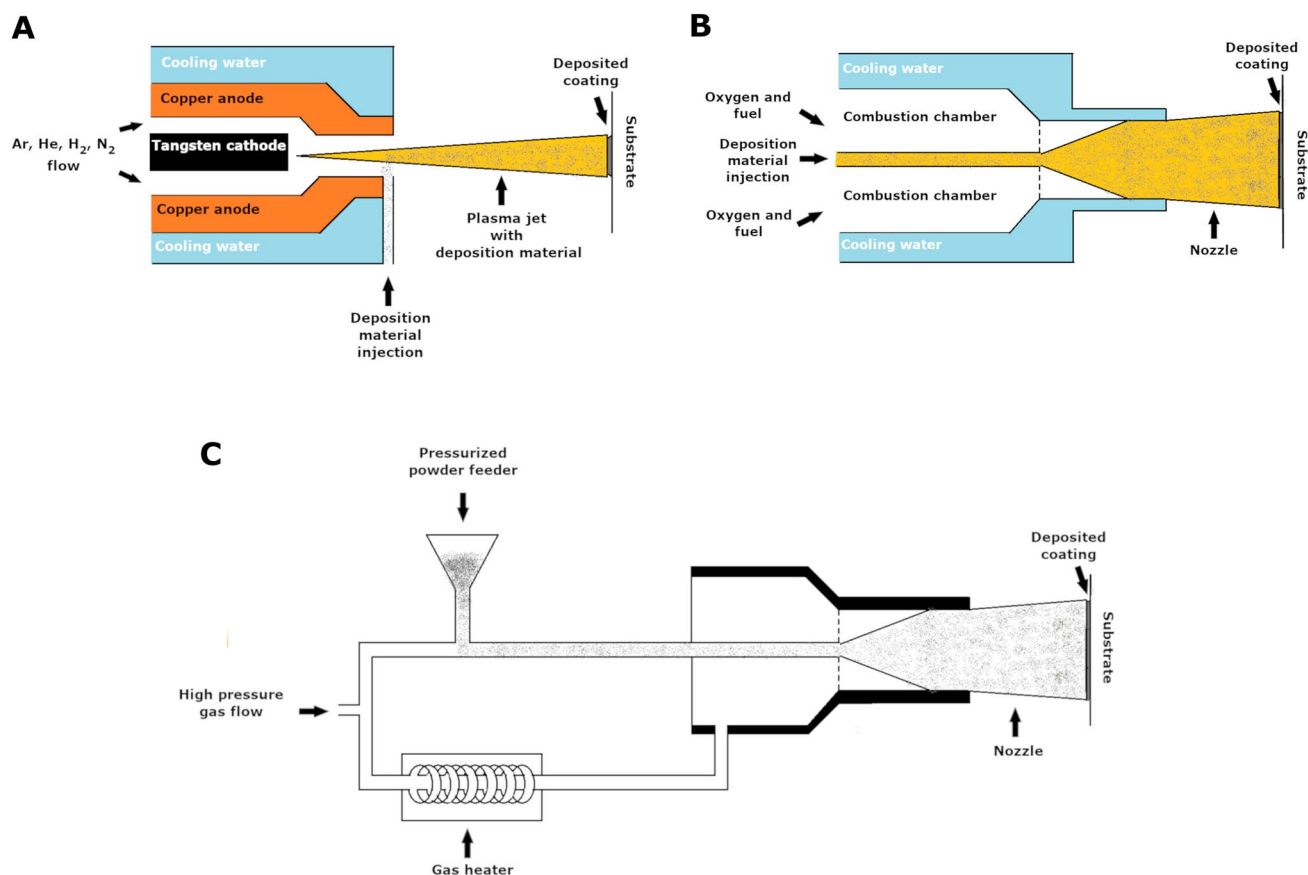 A
Cooling water
Copper anode
Ar, He, H2, N2
flow
Tangsten cathode
Copper anode
Cooling water
Deposited
coating
Substrate
Plasma jet
with
deposition material
Deposition
material
injection
B
Cooling water
Oxygen and
fuel
Combustion chamber
Deposition
material
injection
Combustion chamber
Oxygen and
fuel
Cooling water
Deposited
coating
Substrate
Nozzle
C
Pressurized
powder feeder
High pressure
gas flow
Gas heater
Deposited
coating
Substrate
Nozzle